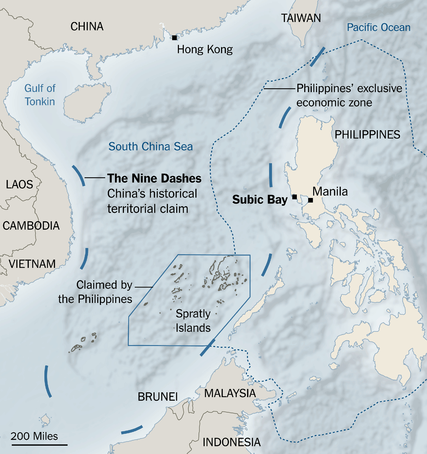 TAIWAN
CHINA
Pacific Ocean
Hong Kong
Gulf of
Tonkin
Philippines’ exclusive
economic zone
PHILIPPINES
South China Sea
The Nine Dashes
China’s historical
territorial claim
LAOS
Subic Bay
Manila
CAMBODIA
VIETNAM
Claimed by
the Philippines
Spratly
Islands
BRUNEI
MALAYSIA
200 Miles
INDONESIA